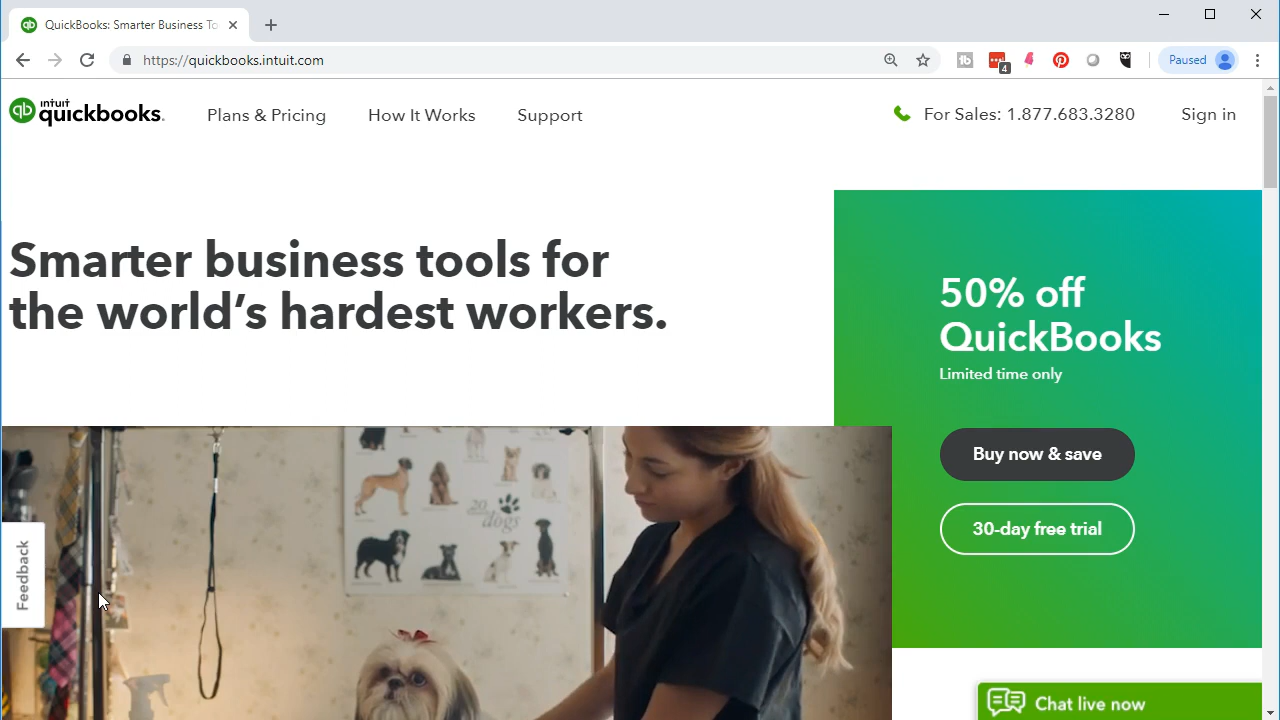 QuickBooks: Smarter Business To
https://quickbooks.intuit.com
4
Paused
intuit
quickbooks.
Plans & Pricing
How It Works
Support
For Sales: 1.877.683.3280
Sign in
Smarter business tools for
the world's hardest workers.
50% off
QuickBooks
Limited time only
Buy now & save
30-day free trial
20
dogs
Feedback
Chat live now